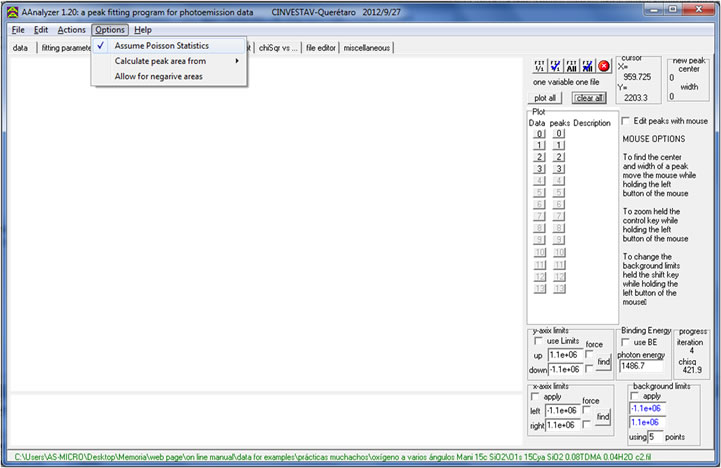 AAnalyzer 1.20: a peak fitting program for photoemission data CINVESTAV-Querétaro 2012/9/27
File Edit Actions Options Help
data fitting paramete it chiSqr vs ... file editor miscellaneous
✓ Assume Poisson Statistics
Calculate peak area from
Allow for negarive areas
FIT 1/1 FIT FIT All FIT All
one variable one file
plot all clear all
cursor
X=
959.725
Y=
2203.3
new peak
center
0
width
0
Plot
Data peaks Description
0 0
1 1
2 2
3 3
4 4
5 5
6 6
7 7
8 8
9 9
10 10
11 11
12 12
13 13
Edit peaks with mouse
MOUSE OPTIONS
To find the center
and width of a peak
move the mouse while
holding the left
button of the mouse
To zoom held the
control key while
holding the left
button of the mouse
To change the
background limits
held the shift key
while holding the
left button of the
mouse
y-axis limits
use Limits force
up 1.1e+06
down -1.1e+06 find
Binding Energy
use BE
photon energy
1486.7
progress
iteration
4
chisq
421.9
x-axis limits
apply force
left -1.1e+06
right 1.1e+06 find
background limits
apply
-1.1e+06
1.1e+06
using 5 points
C:\Users\AS-MICRO\Desktop\Memoria\web page\on line manual\data for examples\prácticas muchachos\oxígeno a varios ángulos Mani 15c SiO2\O1s 15Cya SiO2 0.08TDMA 0.04H2O c2.fil